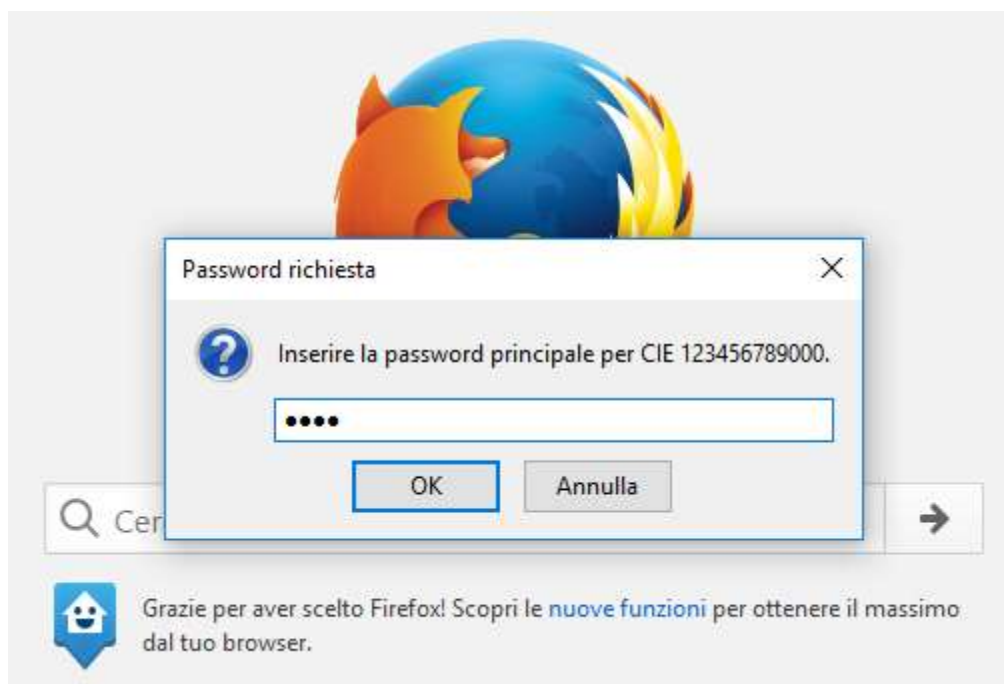 Password richiesta
Inserire la password principale per CIE 123456789000.
••••
OK
Annulla
Cer
Grazie per aver scelto Firefox! Scopri le nuove funzioni per ottenere il massimo
dal tuo browser.